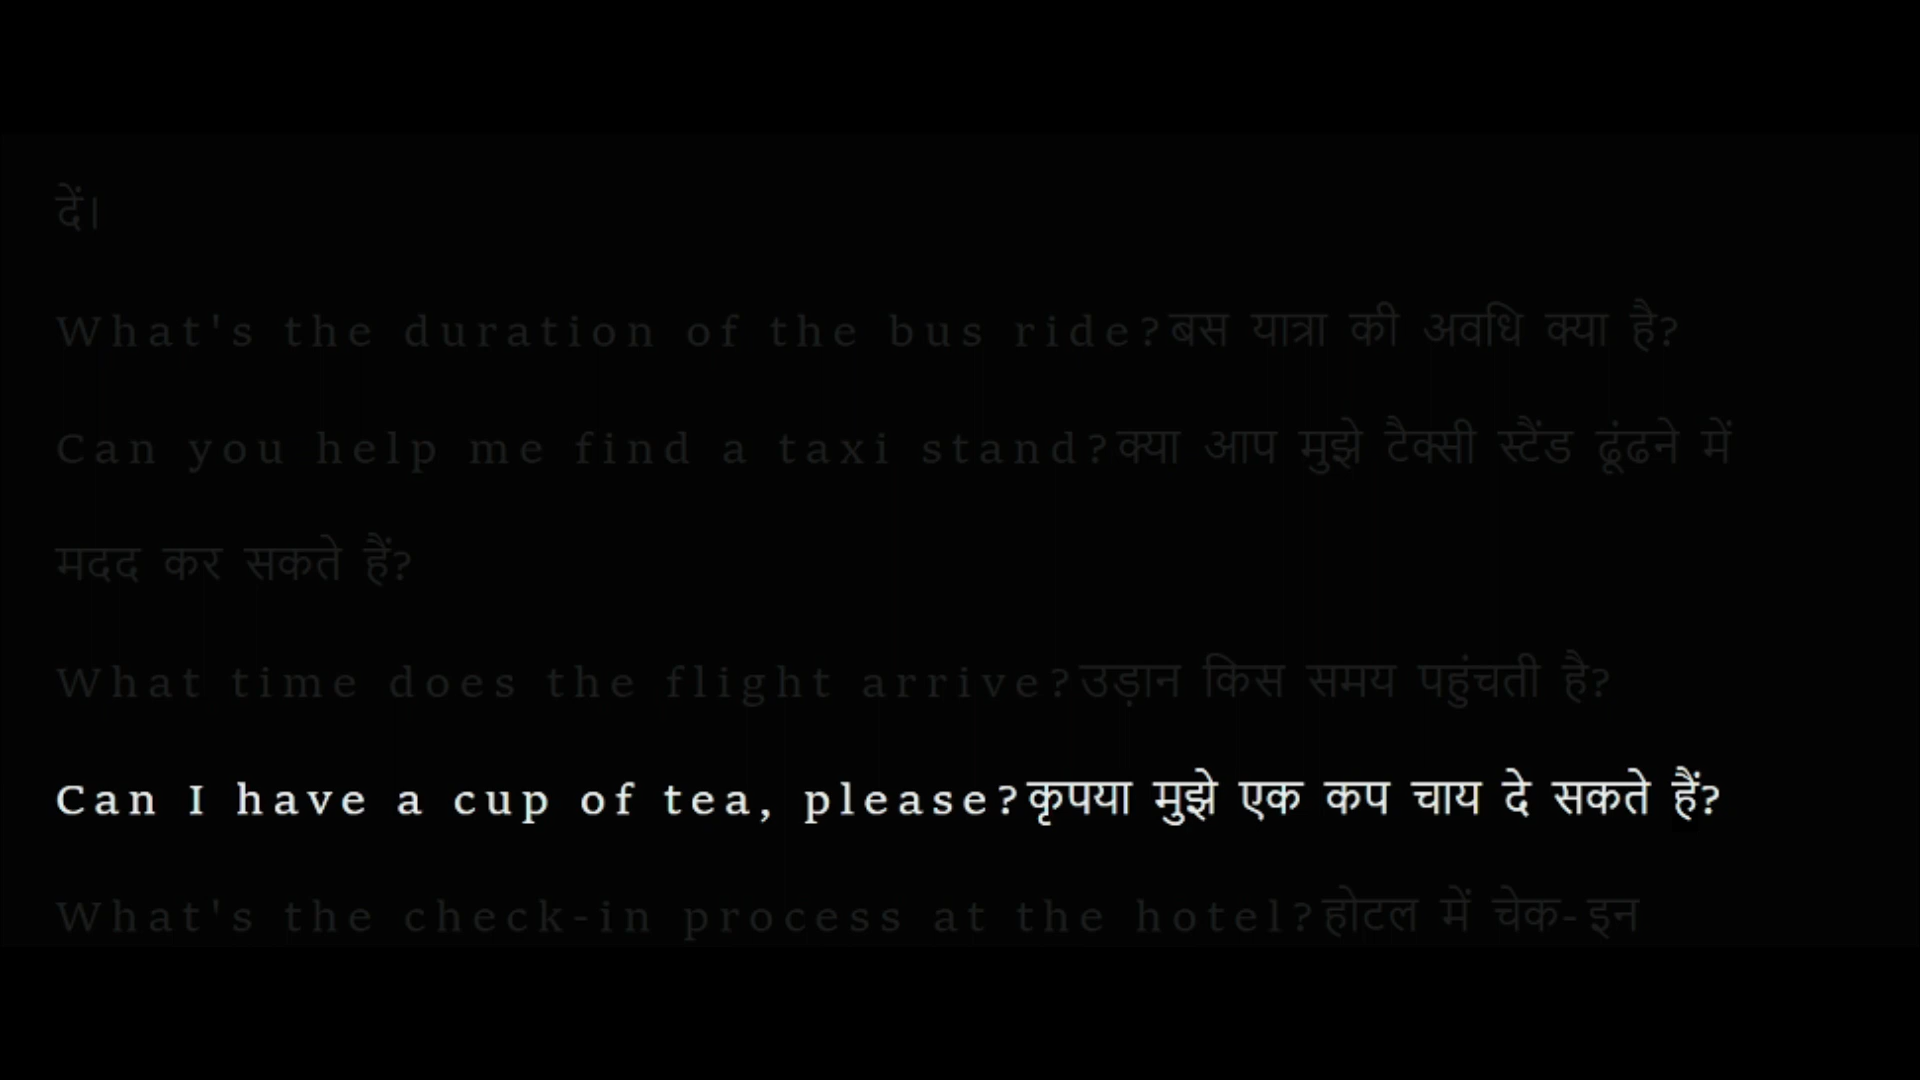 दें।
What's the duration of the bus ride?बस यात्रा की अवधि क्या है?
Can you help me find a taxi stand?क्या आप मुझे टैक्सी स्टैंड ढूंढने में
मदद कर सकते हैं?
What time does the flight arrive?उड़ान किस समय पहुंचती है?
Can I have a cup of tea, please?कृपया मुझे एक कप चाय दे सकते हैं?
What's the check-in process at the hotel?होटल में चेक-इन